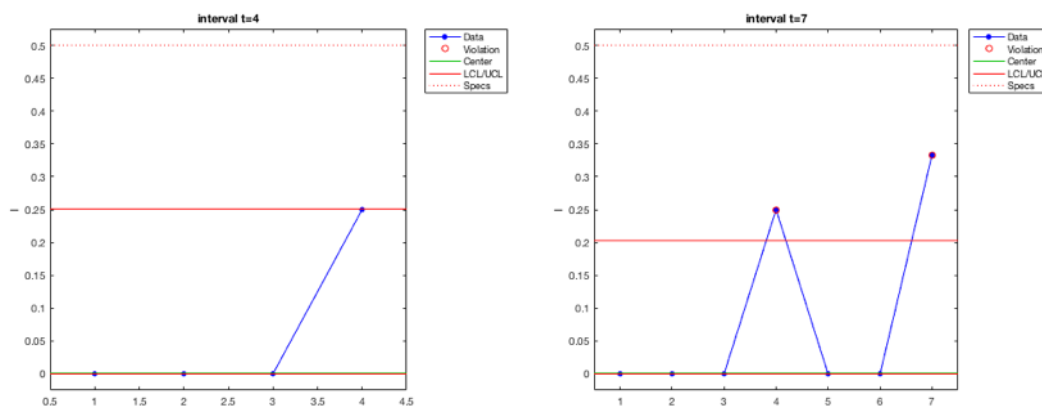 interval t=4
0.5
0.45
0.4
0.35
0.3
0.25
0.2
0.15
0.1
0.05
0
I
0.5 1 1.5 2 2.5 3 3.5 4 4.5
Data
Violation
Center
LCL/UCL
Specs
interval t=7
0.5
0.45
0.4
0.35
0.3
0.25
0.2
0.15
0.1
0.05
0
I
1 2 3 4 5 6 7
Data
Violation
Center
LCL/UCL
Specs